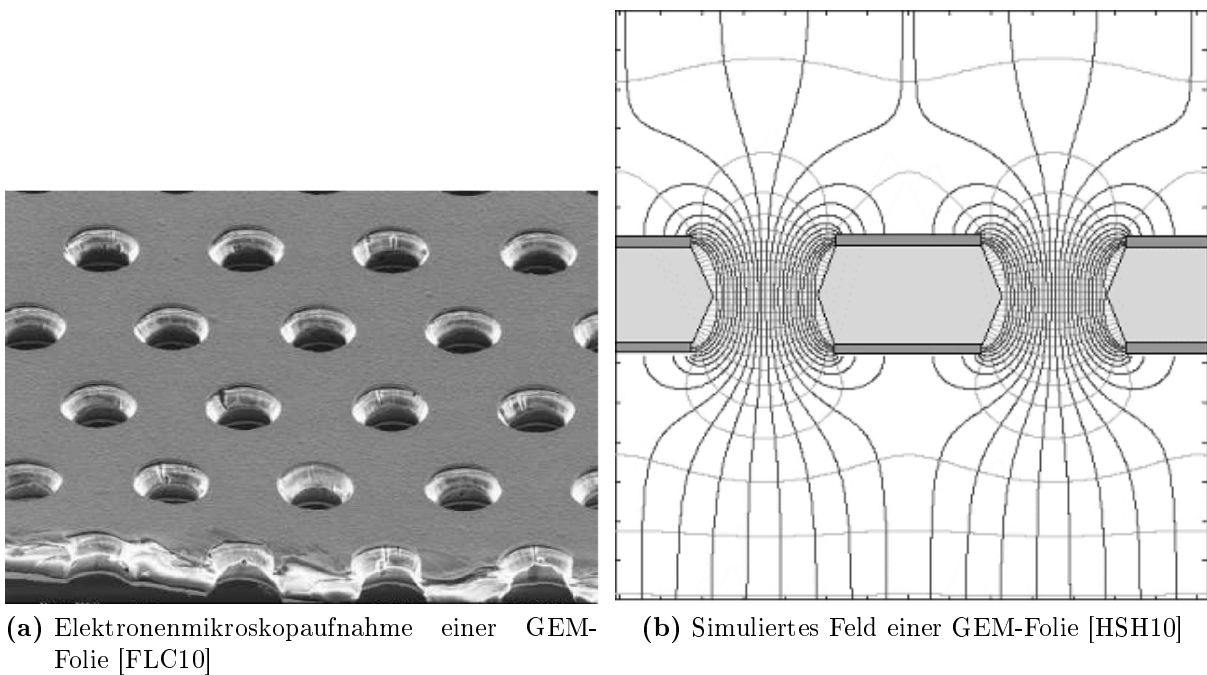 (a) Elektronenmikroskopaufnahme einer GEM-
Folie [FLC10]
(b) Simuliertes Feld einer GEM-Folie [HSH10]